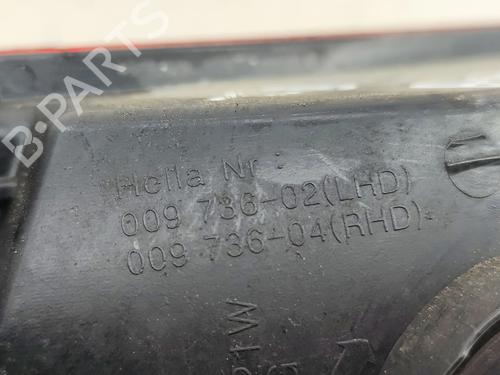 B-PARTS
Hella Nr :
009 736-02(LHD)
009 736-04(RHD)